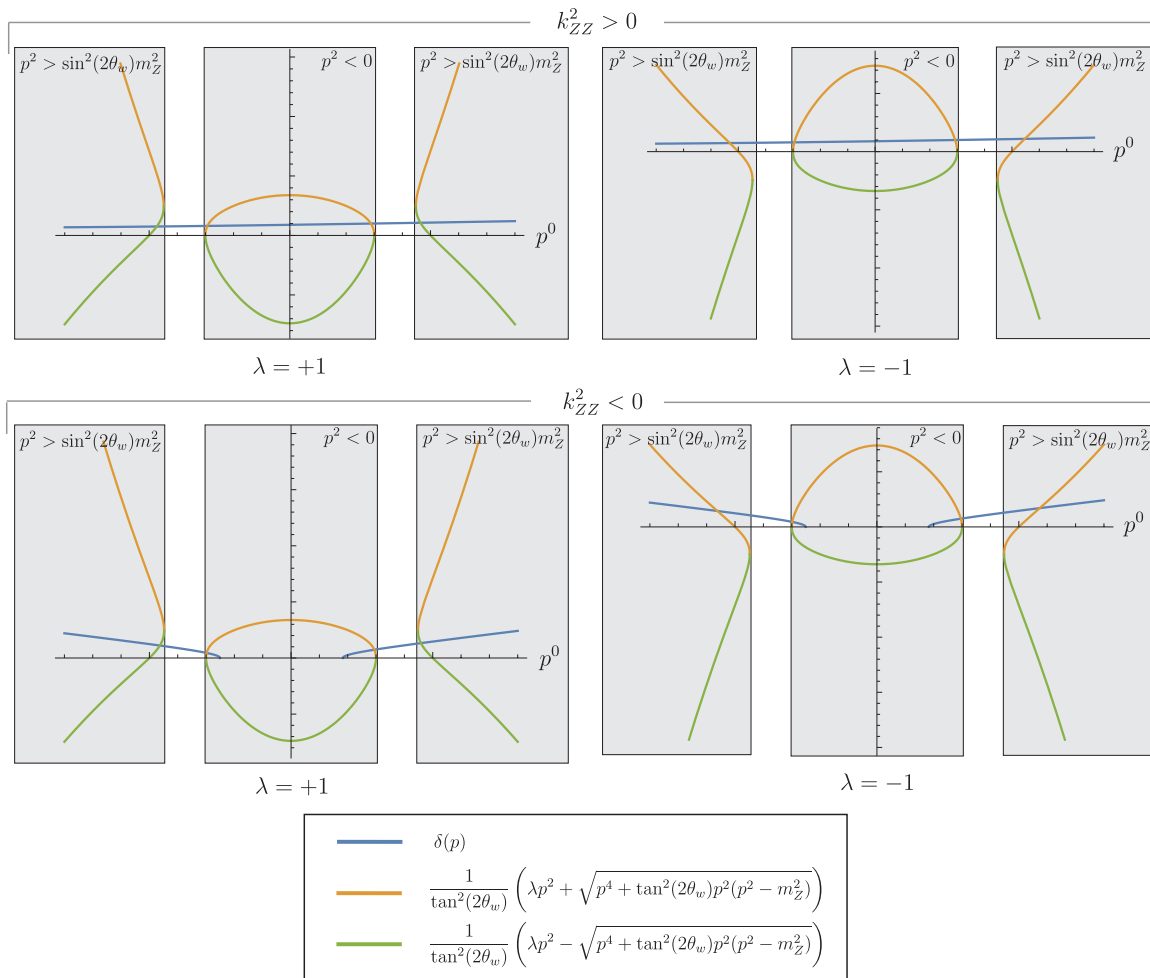 $k_{ZZ}^2 > 0$
$p^2 > \sin^2(2\theta_w)m_Z^2$
$p^2 < 0$
$p^2 > \sin^2(2\theta_w)m_Z^2$
$p^0$
$\lambda = +1$
$p^2 > \sin^2(2\theta_w)m_Z^2$
$p^2 < 0$
$p^2 > \sin^2(2\theta_w)m_Z^2$
$p^0$
$\lambda = -1$
$k_{ZZ}^2 < 0$
$p^2 > \sin^2(2\theta_w)m_Z^2$
$p^2 < 0$
$p^2 > \sin^2(2\theta_w)m_Z^2$
$p^0$
$\lambda = +1$
$p^2 > \sin^2(2\theta_w)m_Z^2$
$p^2 < 0$
$p^2 > \sin^2(2\theta_w)m_Z^2$
$p^0$
$\lambda = -1$
$\delta(p)$
$\frac{1}{\tan^2(2\theta_w)}\left(\lambda p^2 + \sqrt{p^4 + \tan^2(2\theta_w)p^2(p^2 - m_Z^2)}\right)$
$\frac{1}{\tan^2(2\theta_w)}\left(\lambda p^2 - \sqrt{p^4 + \tan^2(2\theta_w)p^2(p^2 - m_Z^2)}\right)$